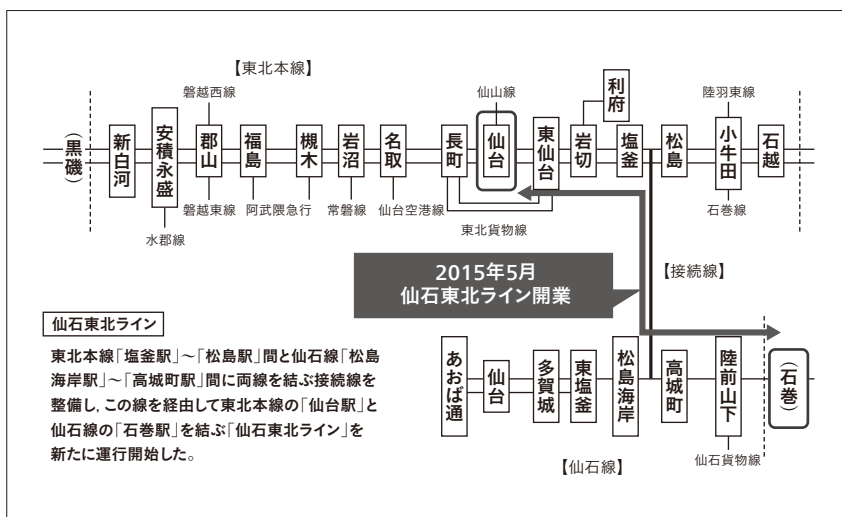 【東北本線】
磐越西線
仙山線
利府
陸羽東線
(黒磯)
新白河
安積永盛
郡山
福島
槻木
岩沼
名取
長町
仙台
東仙台
岩切
塩釜
松島
小牛田
石越
磐越東線
阿武隈急行
常磐線
仙台空港線
東北貨物線
石巻線
水郡線
2015年5月
仙石東北ライン開業
【接続線】
仙石東北ライン
東北本線「塩釜駅」～「松島駅」間と仙石線「松島
海岸駅」～「高城町駅」間に両線を結ぶ接続線を
整備し，この線を経由して東北本線の「仙台駅」と
仙石線の「石巻駅」を結ぶ「仙石東北ライン」を
新たに運行開始した。
あおば通
仙台
多賀城
東塩釜
松島海岸
高城町
陸前山下
(石巻)
仙石貨物線
【仙石線】